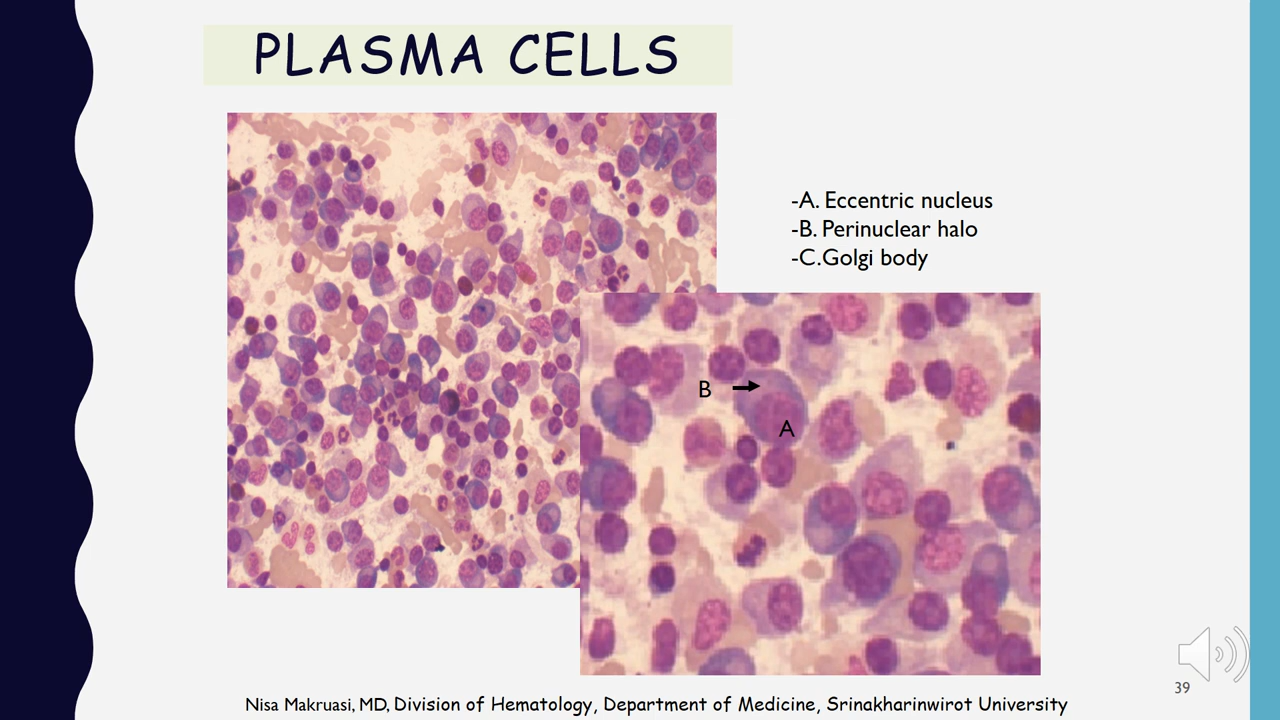 PLASMA CELLS
-A. Eccentric nucleus
-B. Perinuclear halo
-C.Golgi body
B
A
39
Nisa Makruasi, MD, Division of Hematology, Department of Medicine, Srinakharinwirot University